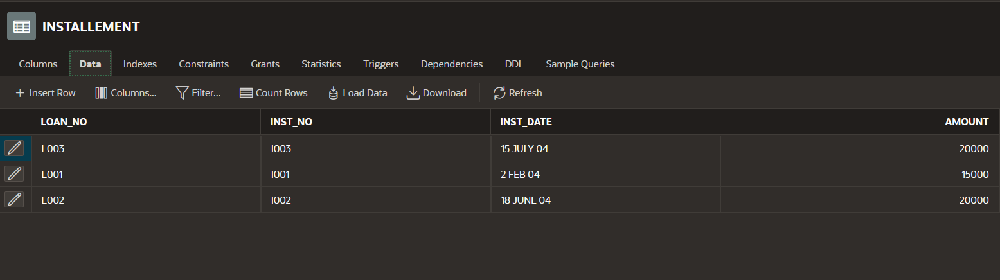 INSTALLEMENT
Columns Data Indexes Constraints Grants Statistics Triggers Dependencies DDL Sample Queries
+ Insert Row Columns... Filter... Count Rows Load Data Download Refresh
LOAN_NO INST_NO INST_DATE AMOUNT
L003 I003 15 JULY 04 20000
L001 I001 2 FEB 04 15000
L002 I002 18 JUNE 04 20000